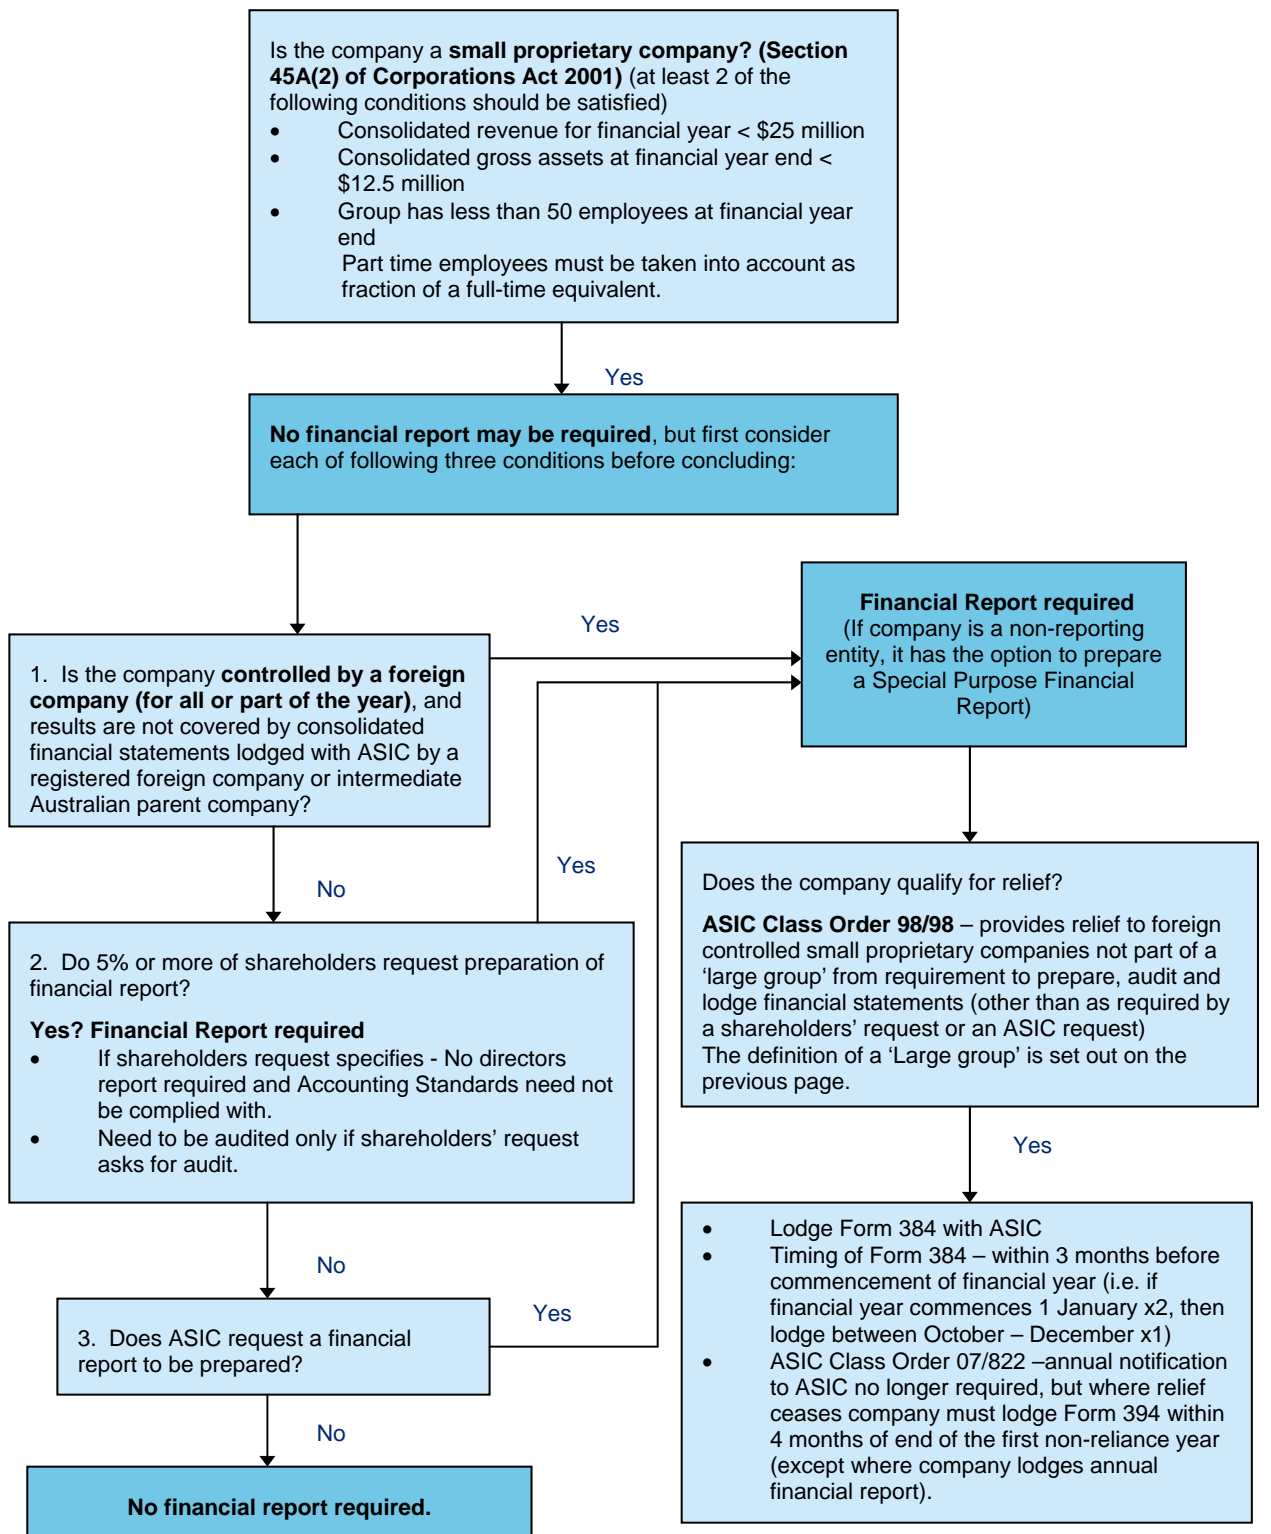 Is the company a small proprietary company? (Section
45A(2) of Corporations Act 2001) (at least 2 of the
following conditions should be satisfied)
• Consolidated revenue for financial year < $25 million
• Consolidated gross assets at financial year end <
$12.5 million
• Group has less than 50 employees at financial year
end
Part time employees must be taken into account as
fraction of a full-time equivalent.
Yes
No financial report may be required, but first consider
each of following three conditions before concluding:
1. Is the company controlled by a foreign
company (for all or part of the year), and
results are not covered by consolidated
financial statements lodged with ASIC by a
registered foreign company or intermediate
Australian parent company?
Yes
Financial Report required
(If company is a non-reporting
entity, it has the option to prepare
a Special Purpose Financial
Report)
No
2. Do 5% or more of shareholders request preparation of
financial report?
Yes? Financial Report required
• If shareholders request specifies - No directors
report required and Accounting Standards need not
be complied with.
• Need to be audited only if shareholders’ request
asks for audit.
Yes
Does the company qualify for relief?
ASIC Class Order 98/98 – provides relief to foreign
controlled small proprietary companies not part of a
‘large group’ from requirement to prepare, audit and
lodge financial statements (other than as required by
a shareholders’ request or an ASIC request)
The definition of a ‘Large group’ is set out on the
previous page.
Yes
No
3. Does ASIC request a financial
report to be prepared?
Yes
• Lodge Form 384 with ASIC
• Timing of Form 384 – within 3 months before
commencement of financial year (i.e. if
financial year commences 1 January x2, then
lodge between October – December x1)
• ASIC Class Order 07/822 –annual notification
to ASIC no longer required, but where relief
ceases company must lodge Form 394 within
4 months of end of the first non-reliance year
(except where company lodges annual
financial report).
No
No financial report required.